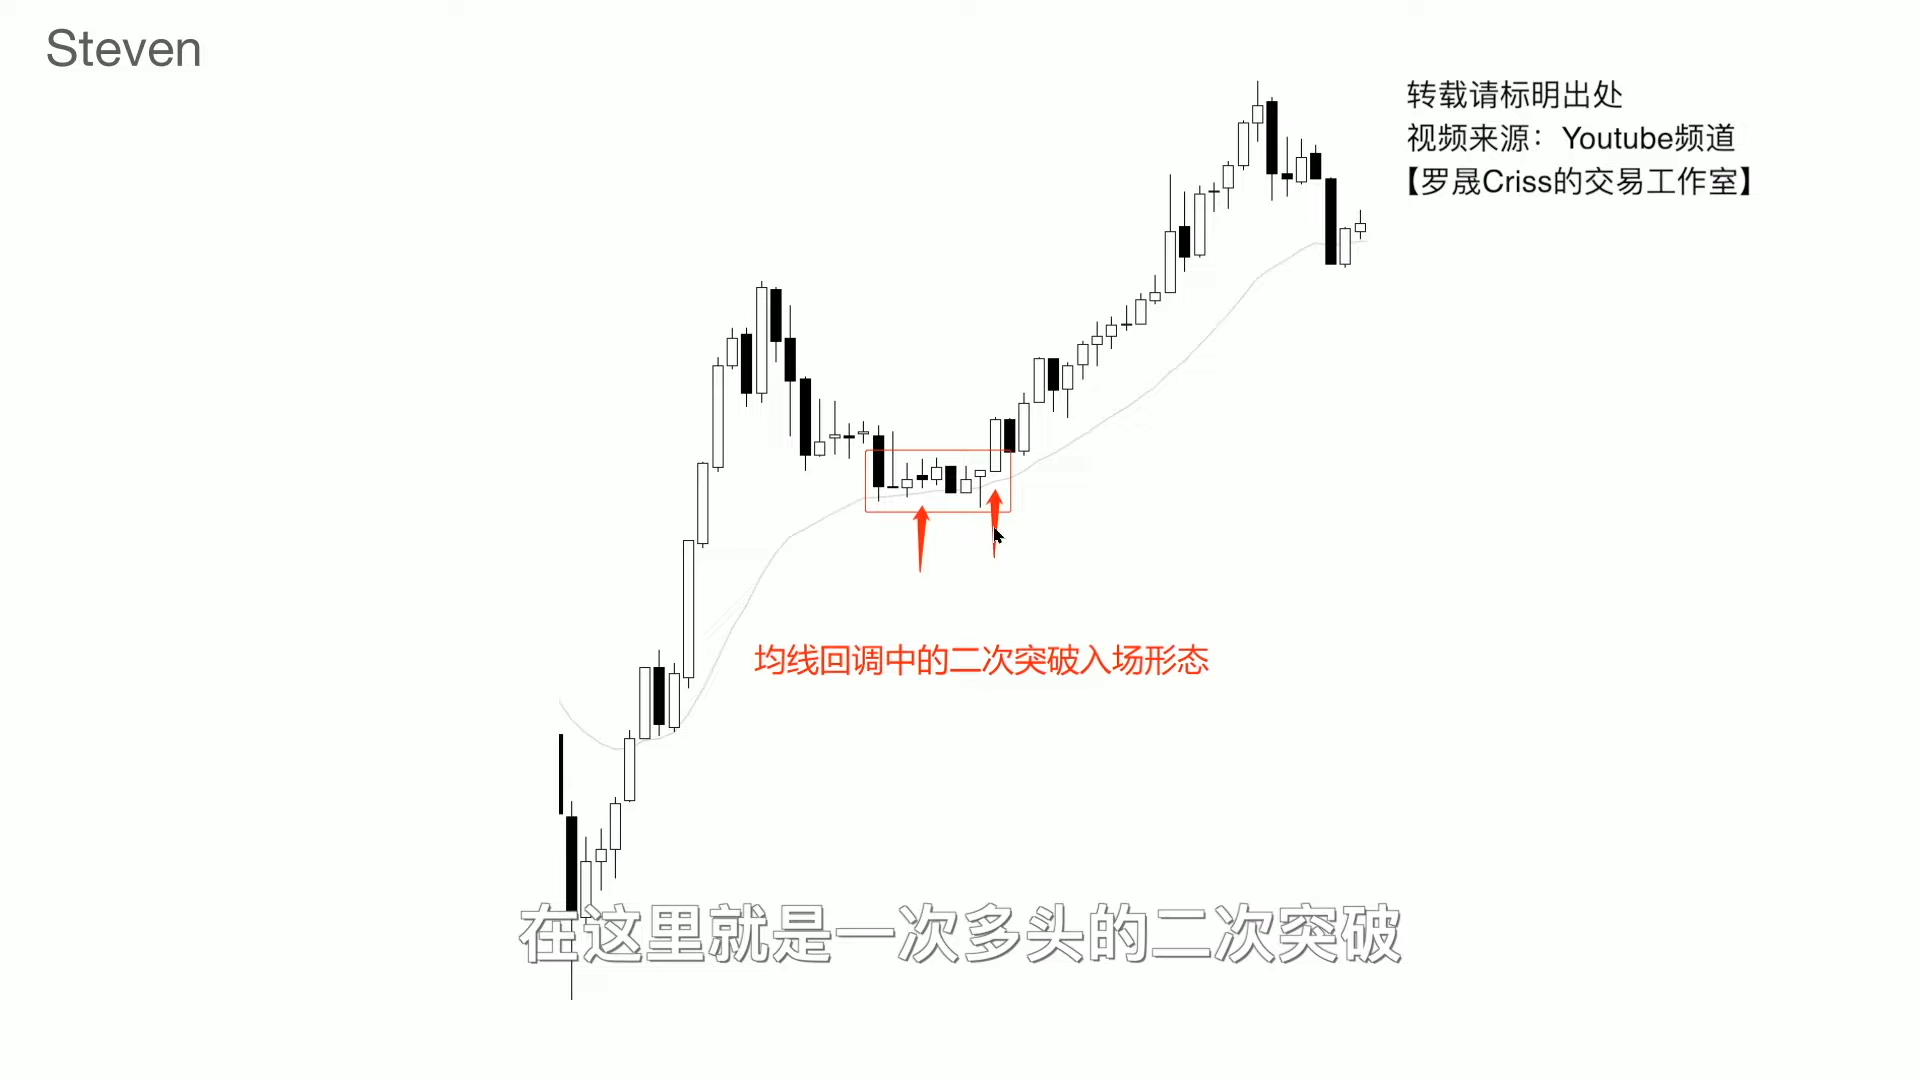 Steven
转载请标明出处
视频来源：Youtube频道
【罗晟Criss的交易工作室】
均线回调中的二次突破入场形态
在这里就是一次多头的二次突破